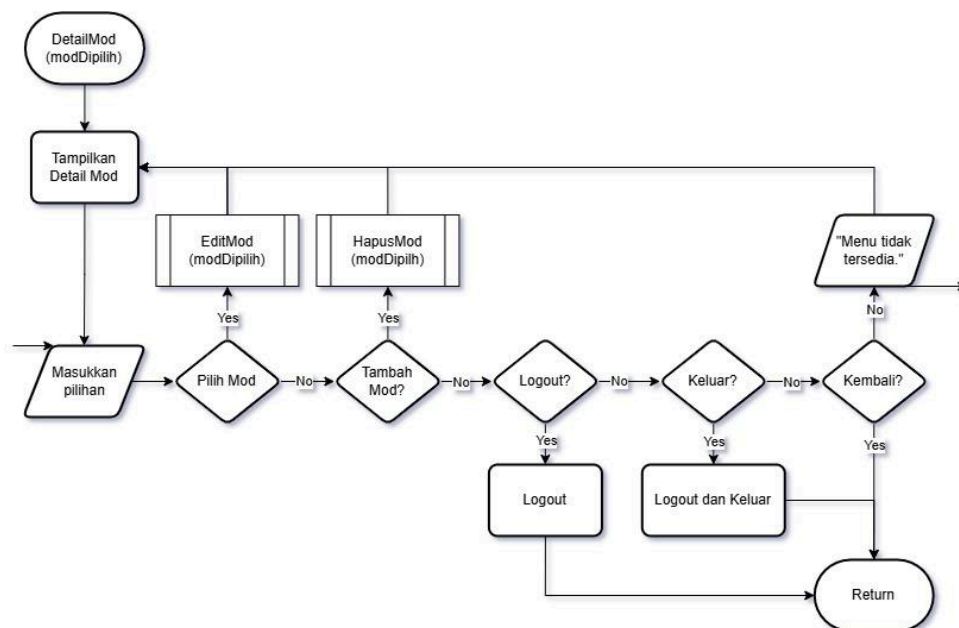 DetailMod
(modDipilih)
Tampilkan
Detail Mod
EditMod
(modDipilih)
HapusMod
(modDipilh)
"Menu tidak
tersedia."
Yes
Yes
No
Masukkan
pilihan
Pilih Mod
No
Tambah
Mod?
No
Logout?
No
Keluar?
No
Kembali?
Yes
Yes
Yes
Logout
Logout dan Keluar
Return